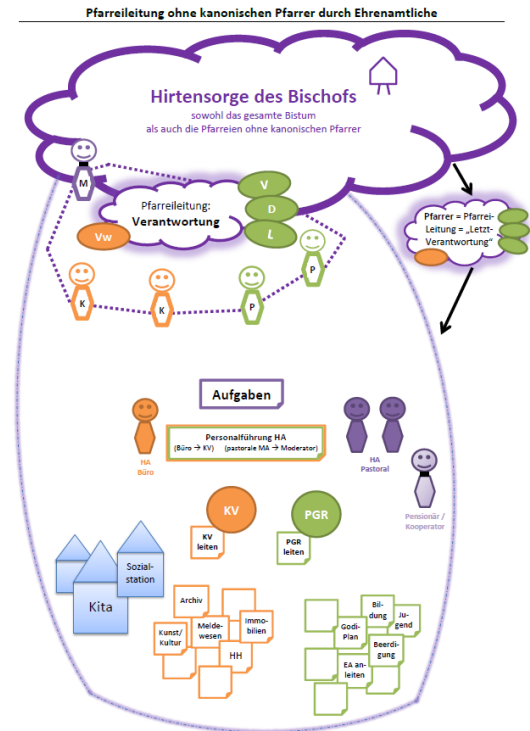 Pfarreileitung ohne kanonischen Pfarrer durch Ehrenamtliche
Hirtensorge des Bischofs
sowohl das gesamte Bistum
als auch die Pfarreien ohne kanonischen Pfarrer
M
Pfarreileitung:
Verantwortung
V
D
L
Vw
Pfarrer = Pfarrei-
Leitung = „Letzt-
Verantwortung“
K
K
P
P
Aufgaben
Personalführung HA
(Büro → KV) (pastorale MA → Moderator)
HA
Büro
HA
Pastoral
Pensionär /
Kooperator
KV
PGR
KV
leiten
PGR
leiten
Sozial-
station
Kita
Archiv
Kunst/
Kultur
Melde-
wesen
Immo-
bilien
HH
Bil-
dung
Ju-
gend
Godi-
Plan
Beer-
digung
EA an-
leiten